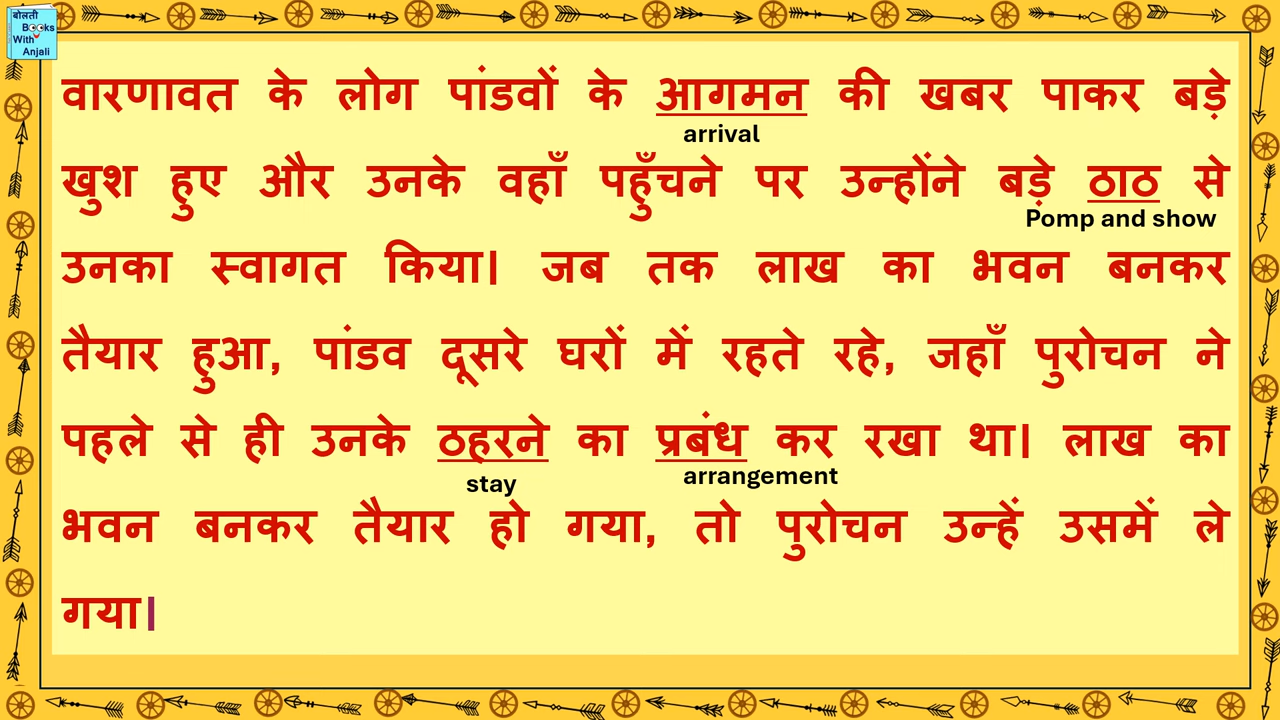 बोलती
Books
With
Anjali
वारणावत के लोग पांडवों के आगमन की खबर पाकर बड़े
arrival
खुश हुए और उनके वहाँ पहुँचने पर उन्होंने बड़े ठाठ से
Pomp and show
उनका स्वागत किया। जब तक लाख का भवन बनकर
तैयार हुआ, पांडव दूसरे घरों में रहते रहे, जहाँ पुरोचन ने
पहले से ही उनके ठहरने का प्रबंध कर रखा था। लाख का
stay arrangement
भवन बनकर तैयार हो गया, तो पुरोचन उन्हें उसमें ले
गया।